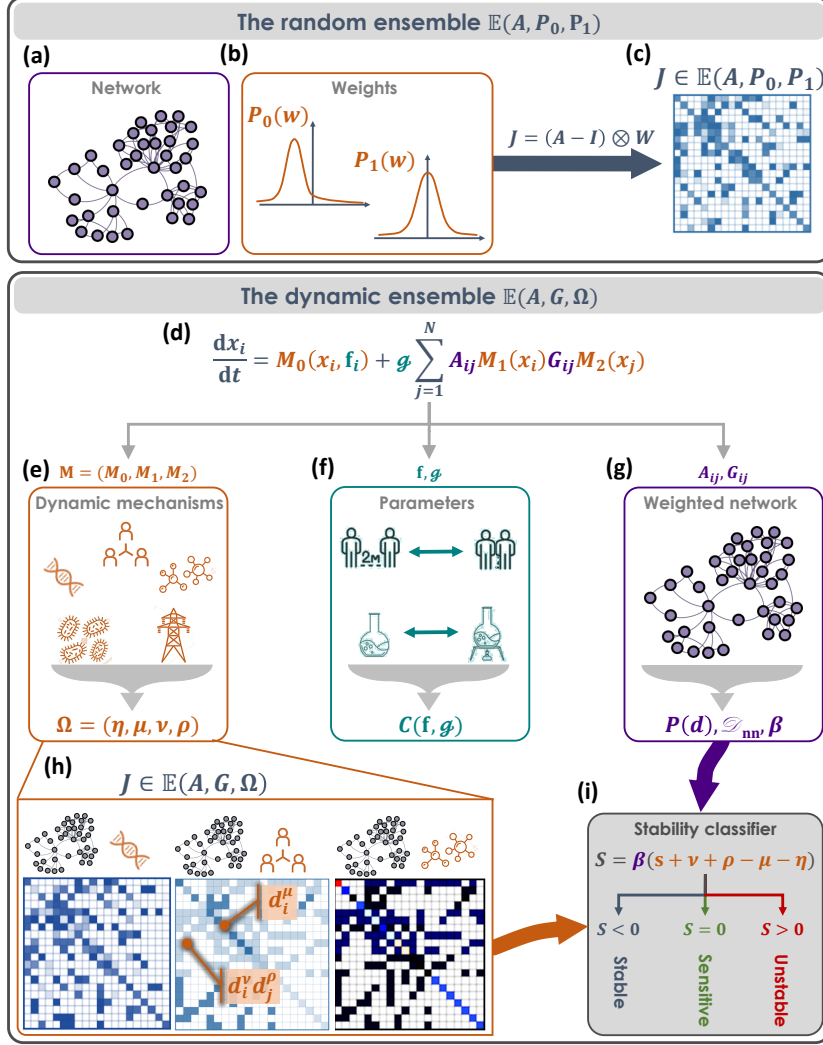 The random ensemble 𝔼(A, P₀, P₁)
(a)
Network
(b)
Weights
P₀(w)
P₁(w)
J = (A − I) ⊗ W
(c)
J ∈ 𝔼(A, P₀, P₁)
The dynamic ensemble 𝔼(A, G, Ω)
(d)
dxᵢ/dt = M₀(xᵢ, fᵢ) + ℊ ∑ⱼ₌₁ᴺ Aᵢⱼ M₁(xᵢ) Gᵢⱼ M₂(xⱼ)
(e)
M = (M₀, M₁, M₂)
Dynamic mechanisms
Ω = (η, μ, ν, ρ)
(f)
f, ℊ
Parameters
2M
C(f, ℊ)
(g)
Aᵢⱼ, Gᵢⱼ
Weighted network
P(d), 𝒟nn, β
(h)
J ∈ 𝔼(A, G, Ω)
dᵢ^μ
dᵢ^ν dⱼ^ρ
(i)
Stability classifier
S = β(s + ν + ρ − μ − η)
S < 0
S = 0
S > 0
Stable
Sensitive
Unstable